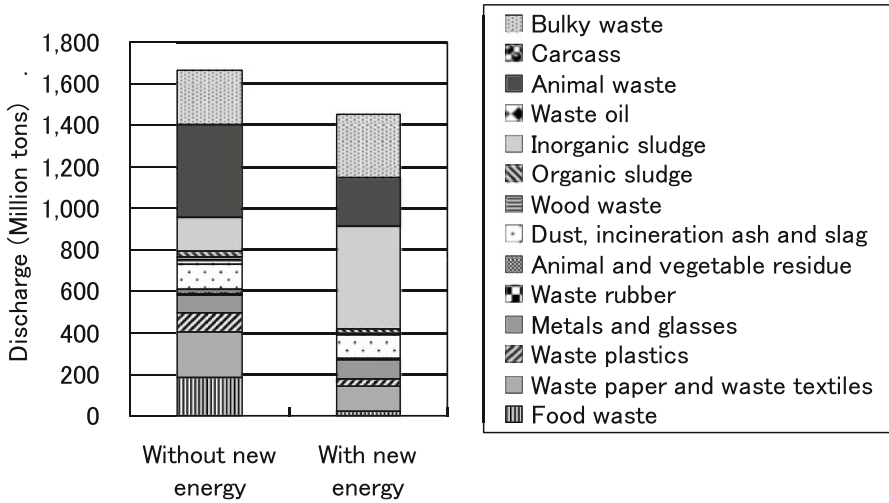 Discharge (Million tons)
1,800
1,600
1,400
1,200
1,000
800
600
400
200
0
Without new
energy
With new
energy
Bulky waste
Carcass
Animal waste
Waste oil
Inorganic sludge
Organic sludge
Wood waste
Dust, incineration ash and slag
Animal and vegetable residue
Waste rubber
Metals and glasses
Waste plastics
Waste paper and waste textiles
Food waste